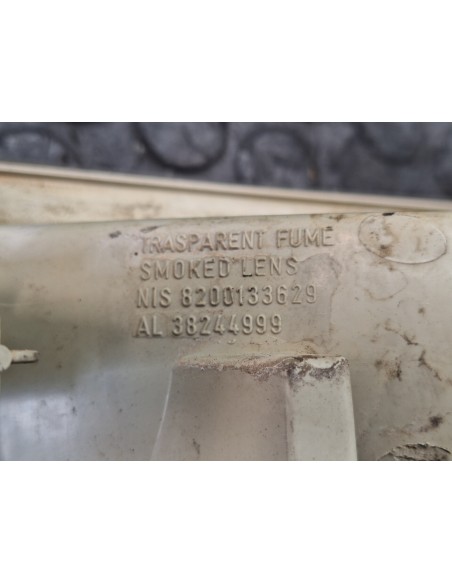 TRASPARENT FUME
SMOKED LENS
NIS 8200133629
AL 38244999